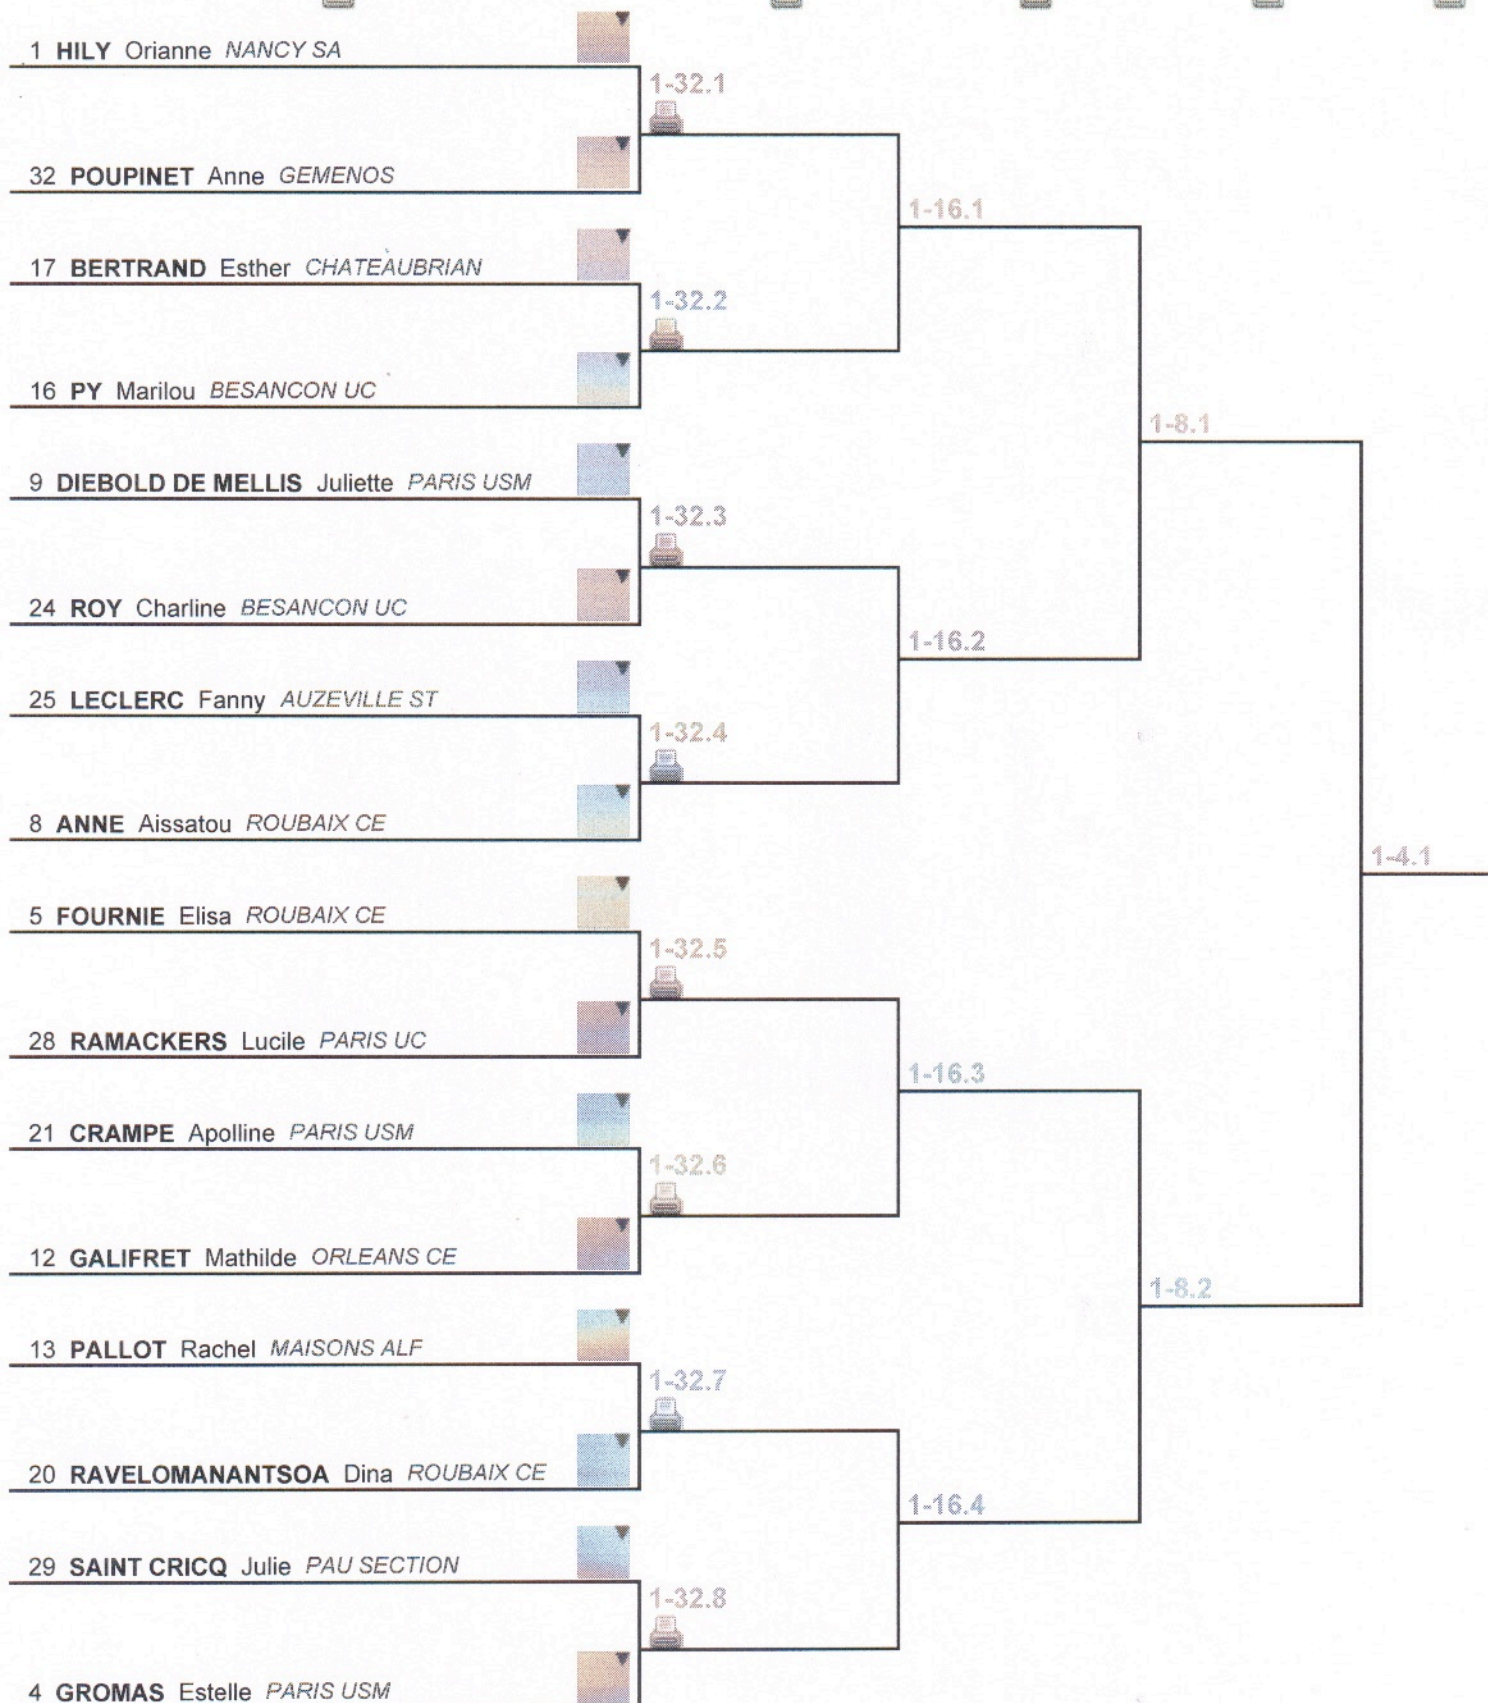 1 HILY Orianne NANCY SA
1-32.1
32 POUPINET Anne GEMENOS
1-16.1
17 BERTRAND Esther CHATEAUBRIAN
1-32.2
16 PY Marilou BESANCON UC
1-8.1
9 DIEBOLD DE MELLIS Juliette PARIS USM
1-32.3
24 ROY Charline BESANCON UC
1-16.2
25 LECLERC Fanny AUZEVILLE ST
1-32.4
8 ANNE Aissatou ROUBAIX CE
1-4.1
5 FOURNIE Elisa ROUBAIX CE
1-32.5
28 RAMACKERS Lucile PARIS UC
1-16.3
21 CRAMPE Apolline PARIS USM
1-32.6
12 GALIFRET Mathilde ORLEANS CE
1-8.2
13 PALLOT Rachel MAISONS ALF
1-32.7
20 RAVELOMANANTSOA Dina ROUBAIX CE
1-16.4
29 SAINT CRICQ Julie PAU SECTION
1-32.8
4 GROMAS Estelle PARIS USM